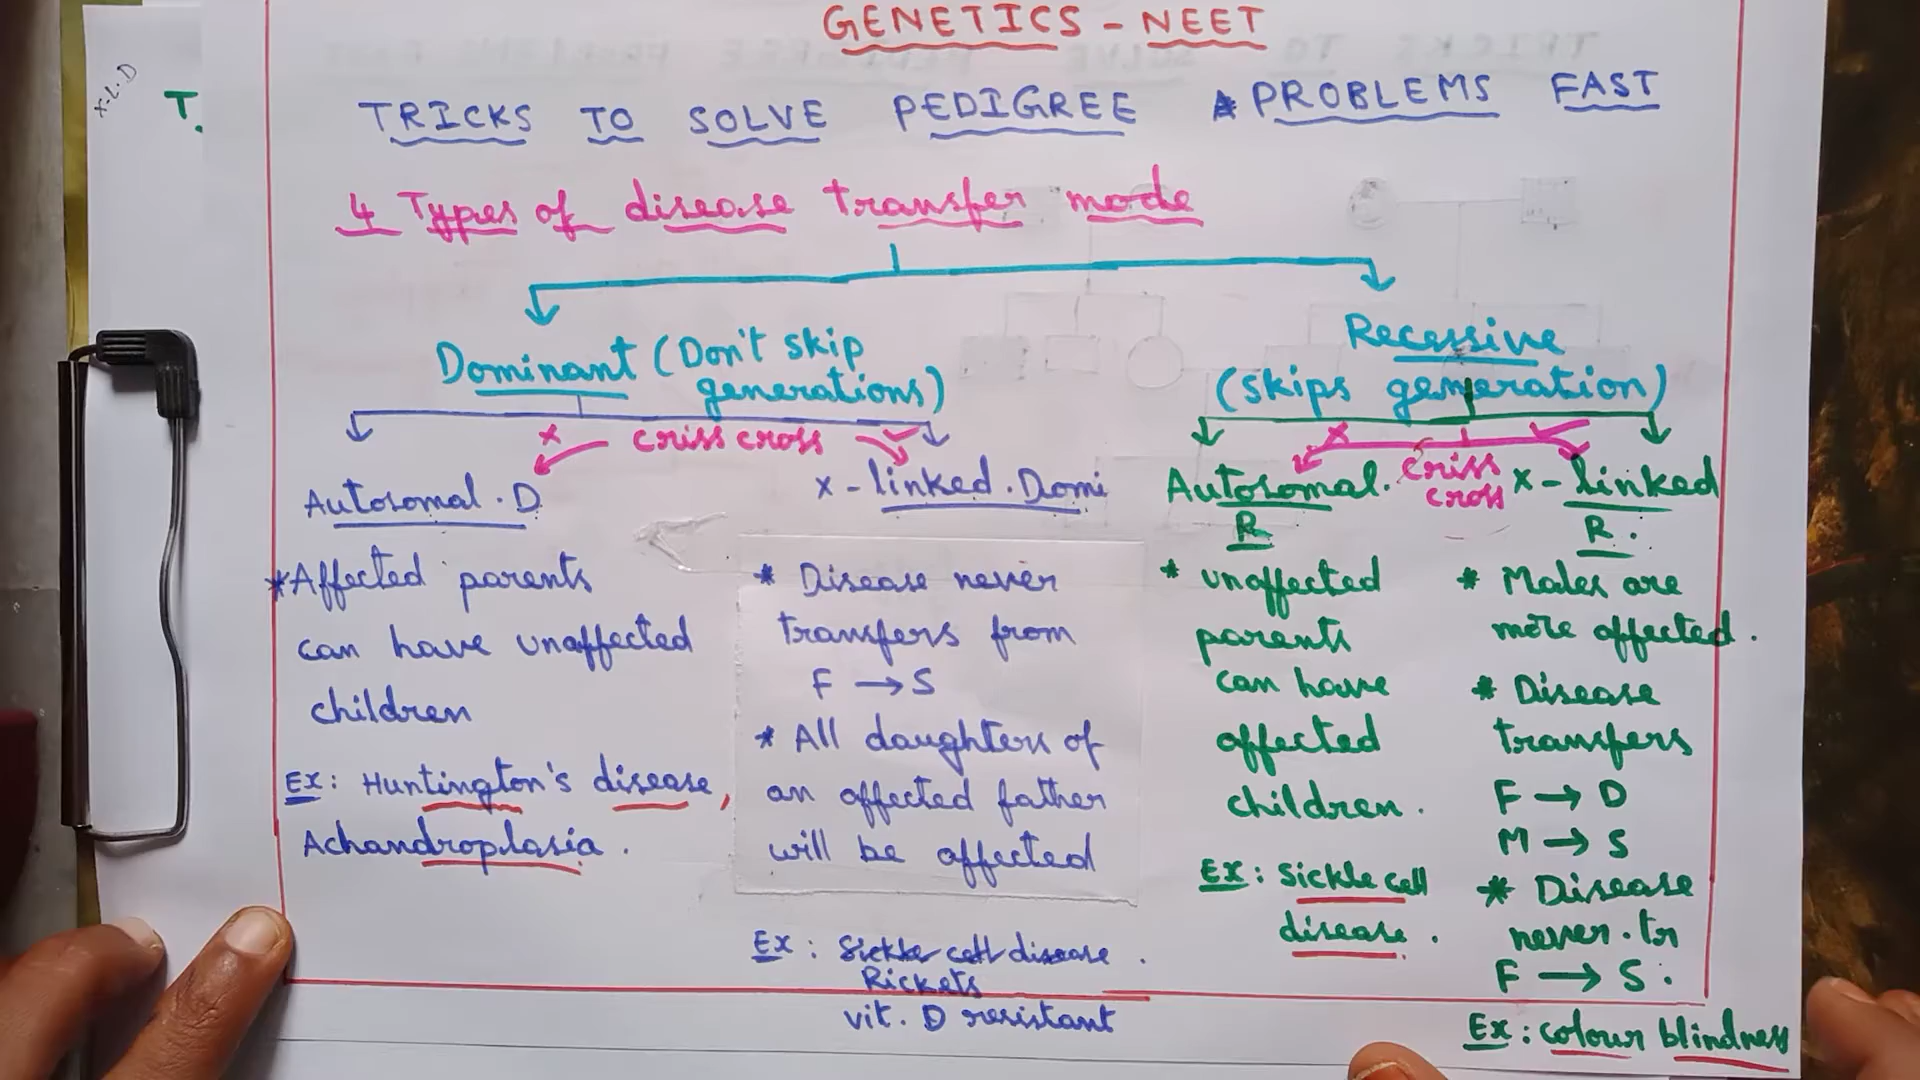 GENETICS - NEET
X-L-D
T.
TRICKS TO SOLVE PEDIGREE PROBLEMS FAST
4 Types of disease transfer mode
Dominant (Don't skip
generations)
Recessive
(skips generation)
x criss cross
Autosomal . D
x - linked . Domi
Autosomal .
R
criss
cross
x - linked
R .
* Affected parents
can have unaffected
children
Ex : Huntington's disease,
Achandroplasia .
* Disease never
transfers from
F → S
* All daughters of
an affected father
will be affected
Ex : Sickle cell disease .
Rickets
vit. D resistant
* unaffected
parents
can have
affected
children .
Ex : Sickle cell
disease .
* Males are
more affected .
* Disease
transfers
F → D
M → S
* Disease
never . tr
F → S .
Ex : colour blindness